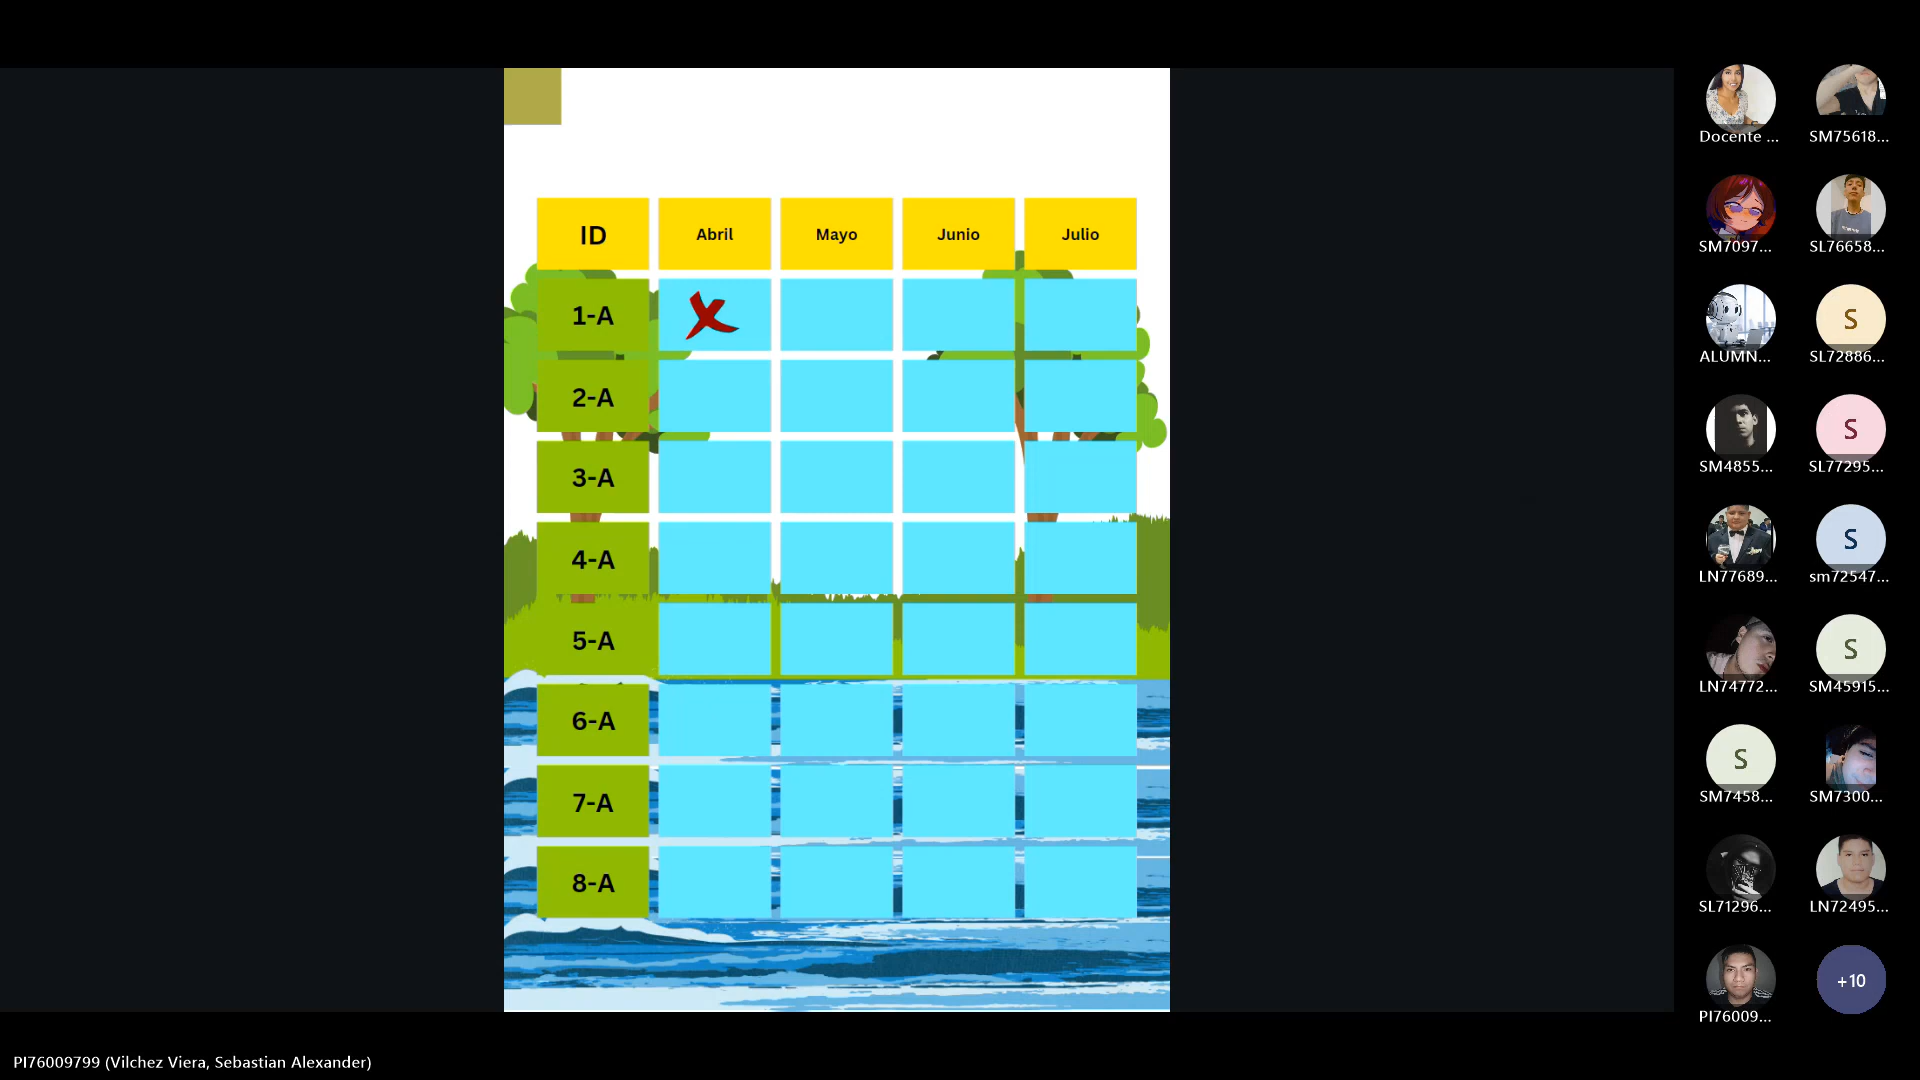 ID Abril Mayo Junio Julio
1-A
2-A
3-A
4-A
5-A
6-A
7-A
8-A
Docente ... SM75618...
SM7097... SL76658...
S
ALUMN... SL72886...
S
SM4855... SL77295...
S
LN77689... sm72547...
S
LN74772... SM45915...
S
SM7458... SM7300...
SL71296... LN72495...
+10
PI76009...
PI76009799 (Vilchez Viera, Sebastian Alexander)